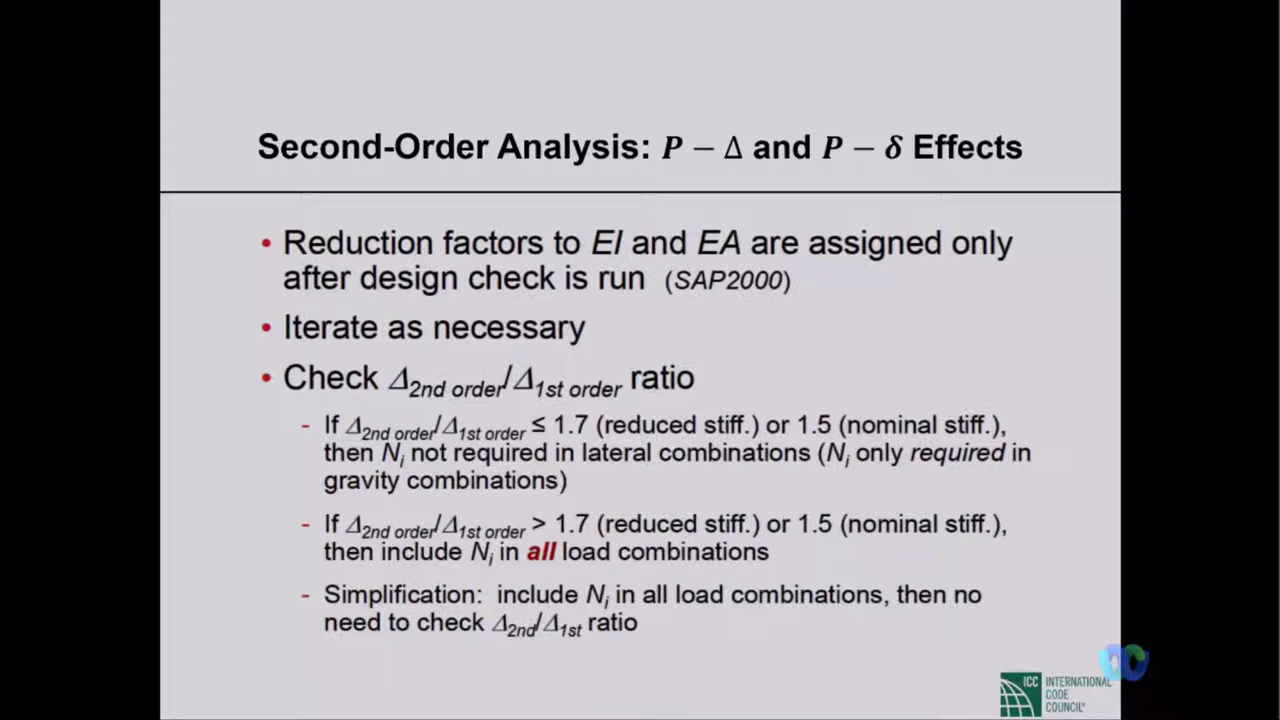 Second-Order Analysis: P − Δ and P − δ Effects
• Reduction factors to EI and EA are assigned only
after design check is run (SAP2000)
• Iterate as necessary
• Check Δ2nd order/Δ1st order ratio
- If Δ2nd order/Δ1st order ≤ 1.7 (reduced stiff.) or 1.5 (nominal stiff.),
then Ni not required in lateral combinations (Ni only required in
gravity combinations)
- If Δ2nd order/Δ1st order > 1.7 (reduced stiff.) or 1.5 (nominal stiff.),
then include Ni in all load combinations
- Simplification: include Ni in all load combinations, then no
need to check Δ2nd/Δ1st ratio
ICC INTERNATIONAL
CODE
COUNCIL®